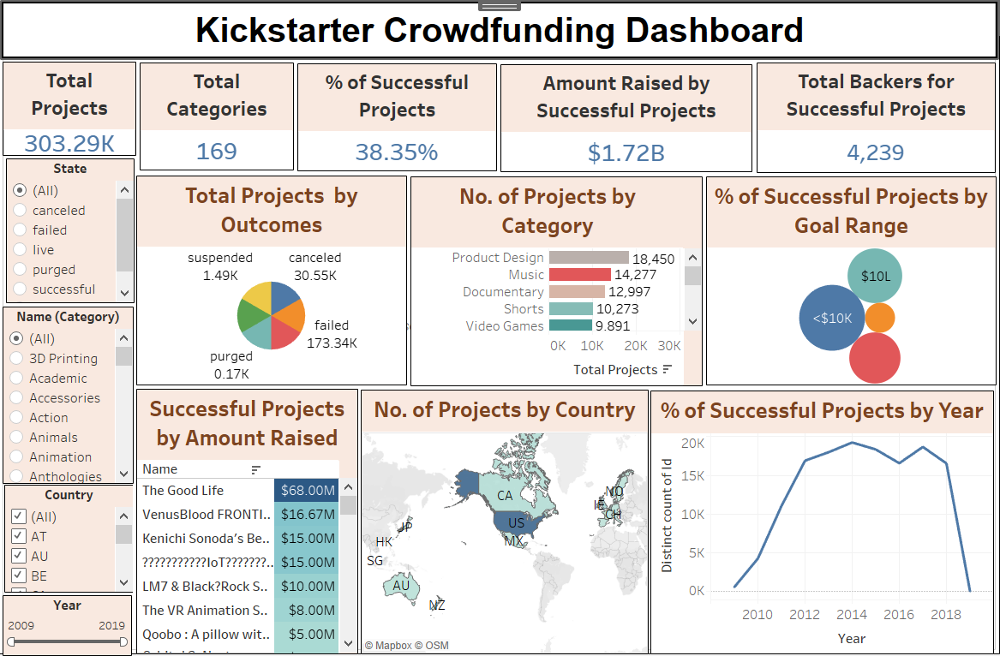 Kickstarter Crowdfunding Dashboard
Total
Projects
303.29K
Total
Categories
169
% of Successful
Projects
38.35%
Amount Raised by
Successful Projects
$1.72B
Total Backers for
Successful Projects
4,239
State
(All)
canceled
failed
live
purged
successful
Name (Category)
(All)
3D Printing
Academic
Accessories
Action
Animals
Animation
Anthologies
Country
(All)
AT
AU
BE
Year
2009 2019
Total Projects by
Outcomes
suspended
1.49K
canceled
30.55K
failed
173.34K
purged
0.17K
No. of Projects by
Category
Product Design 18,450
Music 14,277
Documentary 12,997
Shorts 10,273
Video Games 9,891
0K 10K 20K 30K
Total Projects
% of Successful Projects by
Goal Range
$10L
<$10K
Successful Projects
by Amount Raised
Name
The Good Life $68.00M
VenusBlood FRONTI.. $16.67M
Kenichi Sonoda's Be.. $15.00M
???????????IoT???????.. $15.00M
LM7 & Black?Rock S.. $10.00M
The VR Animation S.. $8.00M
Qoobo : A pillow wit.. $5.00M
No. of Projects by Country
CA
US
MX
NO
IE
CH
JP
HK
SG
AU
NZ
© Mapbox © OSM
% of Successful Projects by Year
Distinct count of Id
20K
15K
10K
5K
0K
2010 2012 2014 2016 2018
Year